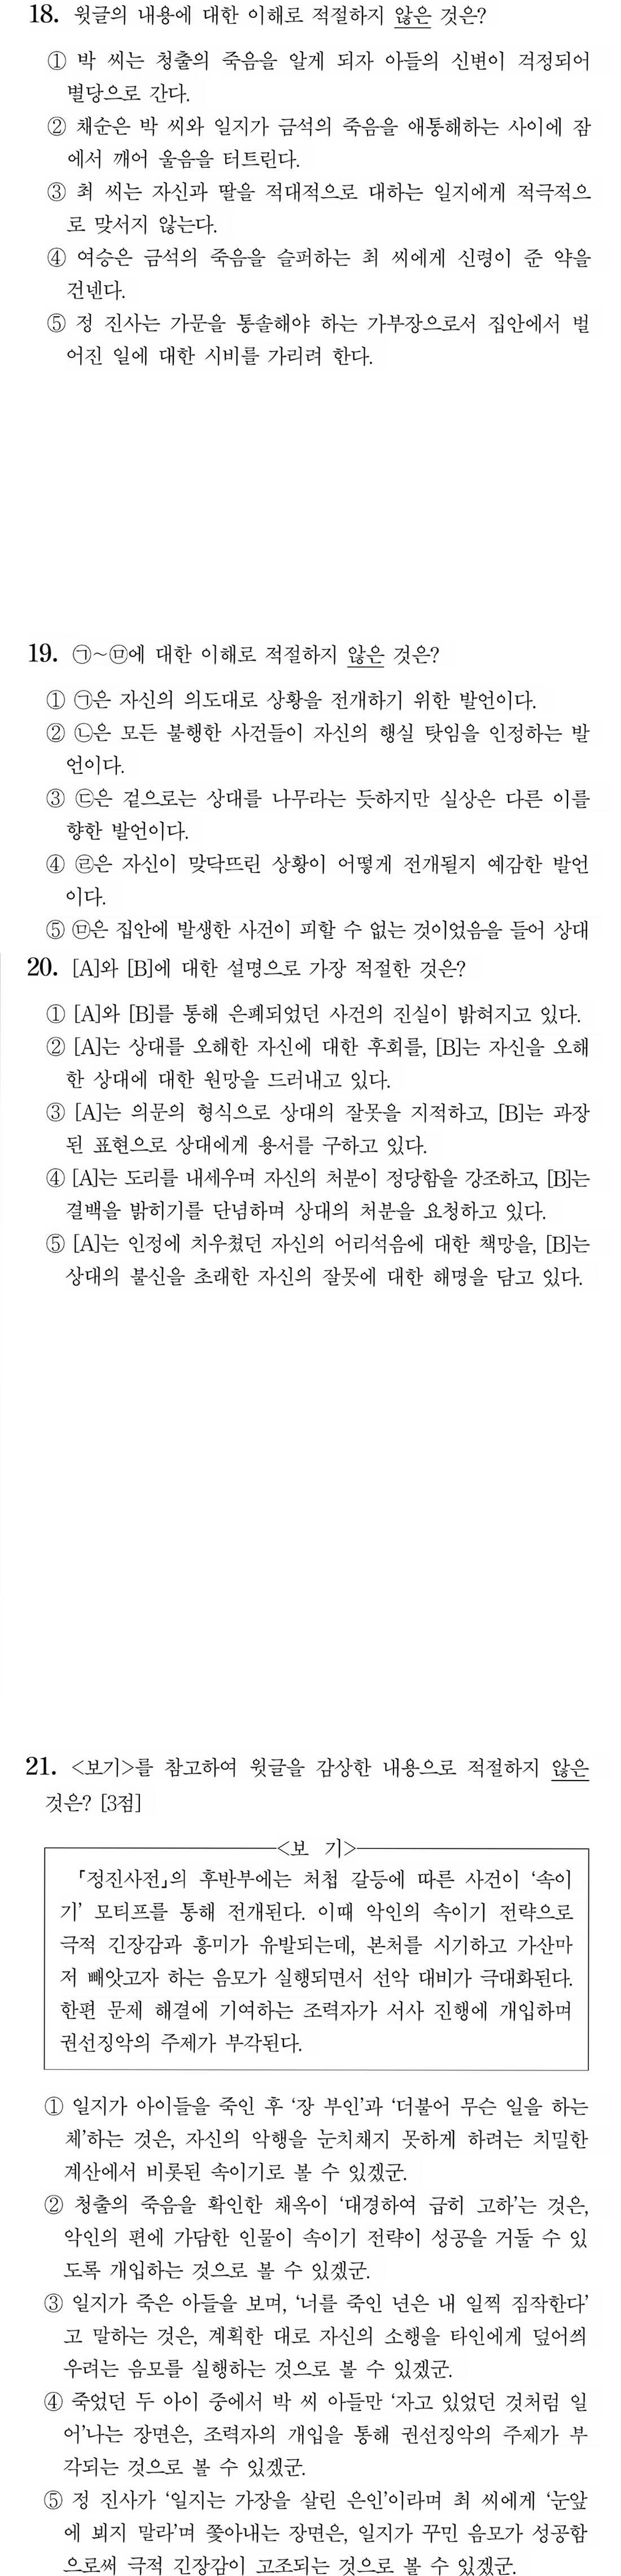 18. 윗글의 내용에 대한 이해로 적절하지 않은 것은?
① 박 씨는 청출의 죽음을 알게 되자 아들의 신변이 걱정되어
별당으로 간다.
② 채순은 박 씨와 일지가 금석의 죽음을 애통해하는 사이에 잠
에서 깨어 울음을 터트린다.
③ 최 씨는 자신과 딸을 적대적으로 대하는 일지에게 적극적으
로 맞서지 않는다.
④ 여승은 금석의 죽음을 슬퍼하는 최 씨에게 신령이 준 약을
건넨다.
⑤ 정 진사는 가문을 통솔해야 하는 가부장으로서 집안에서 벌
어진 일에 대한 시비를 가리려 한다.
19. ㉠~㉤에 대한 이해로 적절하지 않은 것은?
① ㉠은 자신의 의도대로 상황을 전개하기 위한 발언이다.
② ㉡은 모든 불행한 사건들이 자신의 행실 탓임을 인정하는 발
언이다.
③ ㉢은 겉으로는 상대를 나무라는 듯하지만 실상은 다른 이를
향한 발언이다.
④ ㉣은 자신이 맞닥뜨린 상황이 어떻게 전개될지 예감한 발언
이다.
⑤ ㉤은 집안에 발생한 사건이 피할 수 없는 것이었음을 들어 상대
20. [A]와 [B]에 대한 설명으로 가장 적절한 것은?
① [A]와 [B]를 통해 은폐되었던 사건의 진실이 밝혀지고 있다.
② [A]는 상대를 오해한 자신에 대한 후회를, [B]는 자신을 오해
한 상대에 대한 원망을 드러내고 있다.
③ [A]는 의문의 형식으로 상대의 잘못을 지적하고, [B]는 과장
된 표현으로 상대에게 용서를 구하고 있다.
④ [A]는 도리를 내세우며 자신의 처분이 정당함을 강조하고, [B]는
결백을 밝히기를 단념하며 상대의 처분을 요청하고 있다.
⑤ [A]는 인정에 치우쳤던 자신의 어리석음에 대한 책망을, [B]는
상대의 불신을 초래한 자신의 잘못에 대한 해명을 담고 있다.
21. <보기>를 참고하여 윗글을 감상한 내용으로 적절하지 않은
것은? [3점]
<보 기>
「정진사전」의 후반부에는 처첩 갈등에 따른 사건이 '속이
기' 모티프를 통해 전개된다. 이때 악인의 속이기 전략으로
극적 긴장감과 흥미가 유발되는데, 본처를 시기하고 가산마
저 빼앗고자 하는 음모가 실행되면서 선악 대비가 극대화된다.
한편 문제 해결에 기여하는 조력자가 서사 진행에 개입하며
권선징악의 주제가 부각된다.
① 일지가 아이들을 죽인 후 '장 부인'과 '더불어 무슨 일을 하는
체'하는 것은, 자신의 악행을 눈치채지 못하게 하려는 치밀한
계산에서 비롯된 속이기로 볼 수 있겠군.
② 청출의 죽음을 확인한 채옥이 '대경하여 급히 고하'는 것은,
악인의 편에 가담한 인물이 속이기 전략이 성공을 거둘 수 있
도록 개입하는 것으로 볼 수 있겠군.
③ 일지가 죽은 아들을 보며, '너를 죽인 년은 내 일찍 짐작한다'
고 말하는 것은, 계획한 대로 자신의 소행을 타인에게 덮어씌
우려는 음모를 실행하는 것으로 볼 수 있겠군.
④ 죽었던 두 아이 중에서 박 씨 아들만 '자고 있었던 것처럼 일
어'나는 장면은, 조력자의 개입을 통해 권선징악의 주제가 부
각되는 것으로 볼 수 있겠군.
⑤ 정 진사가 '일지는 가장을 살린 은인'이라며 최 씨에게 '눈앞
에 뵈지 말라'며 쫓아내는 장면은, 일지가 꾸민 음모가 성공함
으로써 극적 긴장감이 고조되는 것으로 볼 수 있겠군.